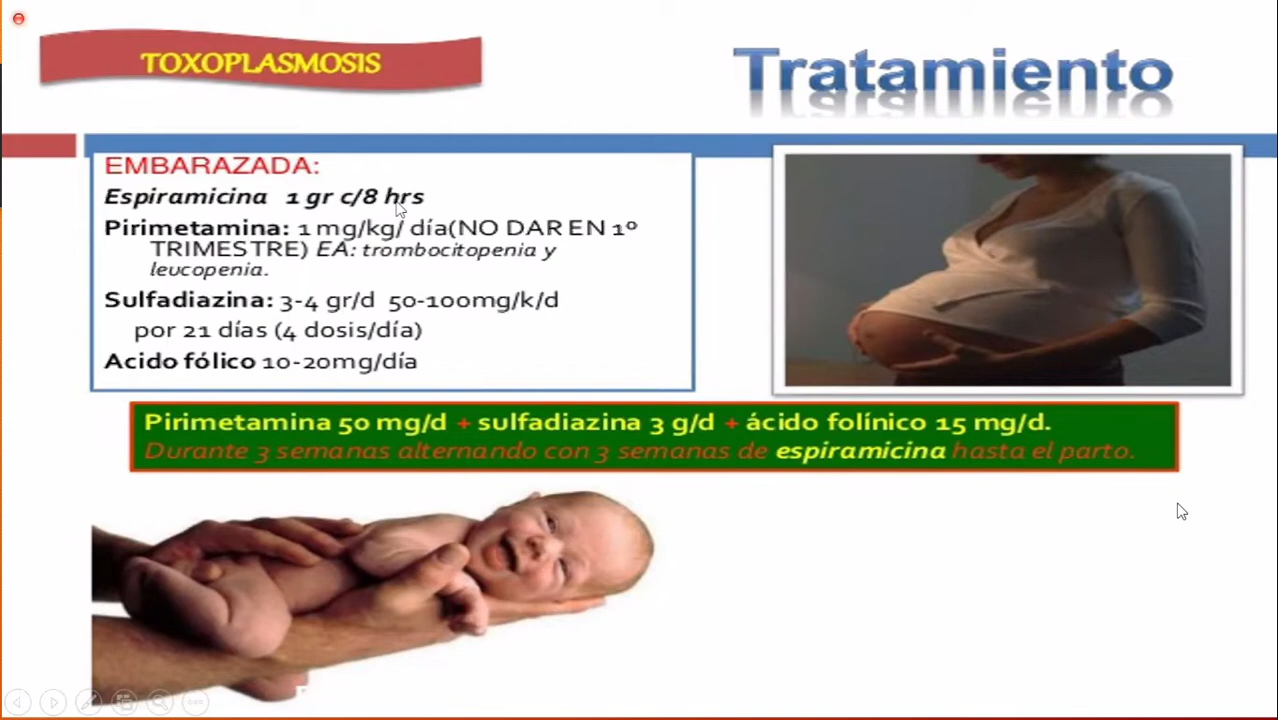 TOXOPLASMOSIS
Tratamiento
EMBARAZADA:
Espiramicina 1 gr c/8 hrs
Pirimetamina: 1 mg/kg/ día(NO DAR EN 1º
TRIMESTRE) EA: trombocitopenia y
leucopenia.
Sulfadiazina: 3-4 gr/d 50-100mg/k/d
por 21 días (4 dosis/día)
Acido fólico 10-20mg/día
Pirimetamina 50 mg/d + sulfadiazina 3 g/d + ácido folínico 15 mg/d.
Durante 3 semanas alternando con 3 semanas de espiramicina hasta el parto.